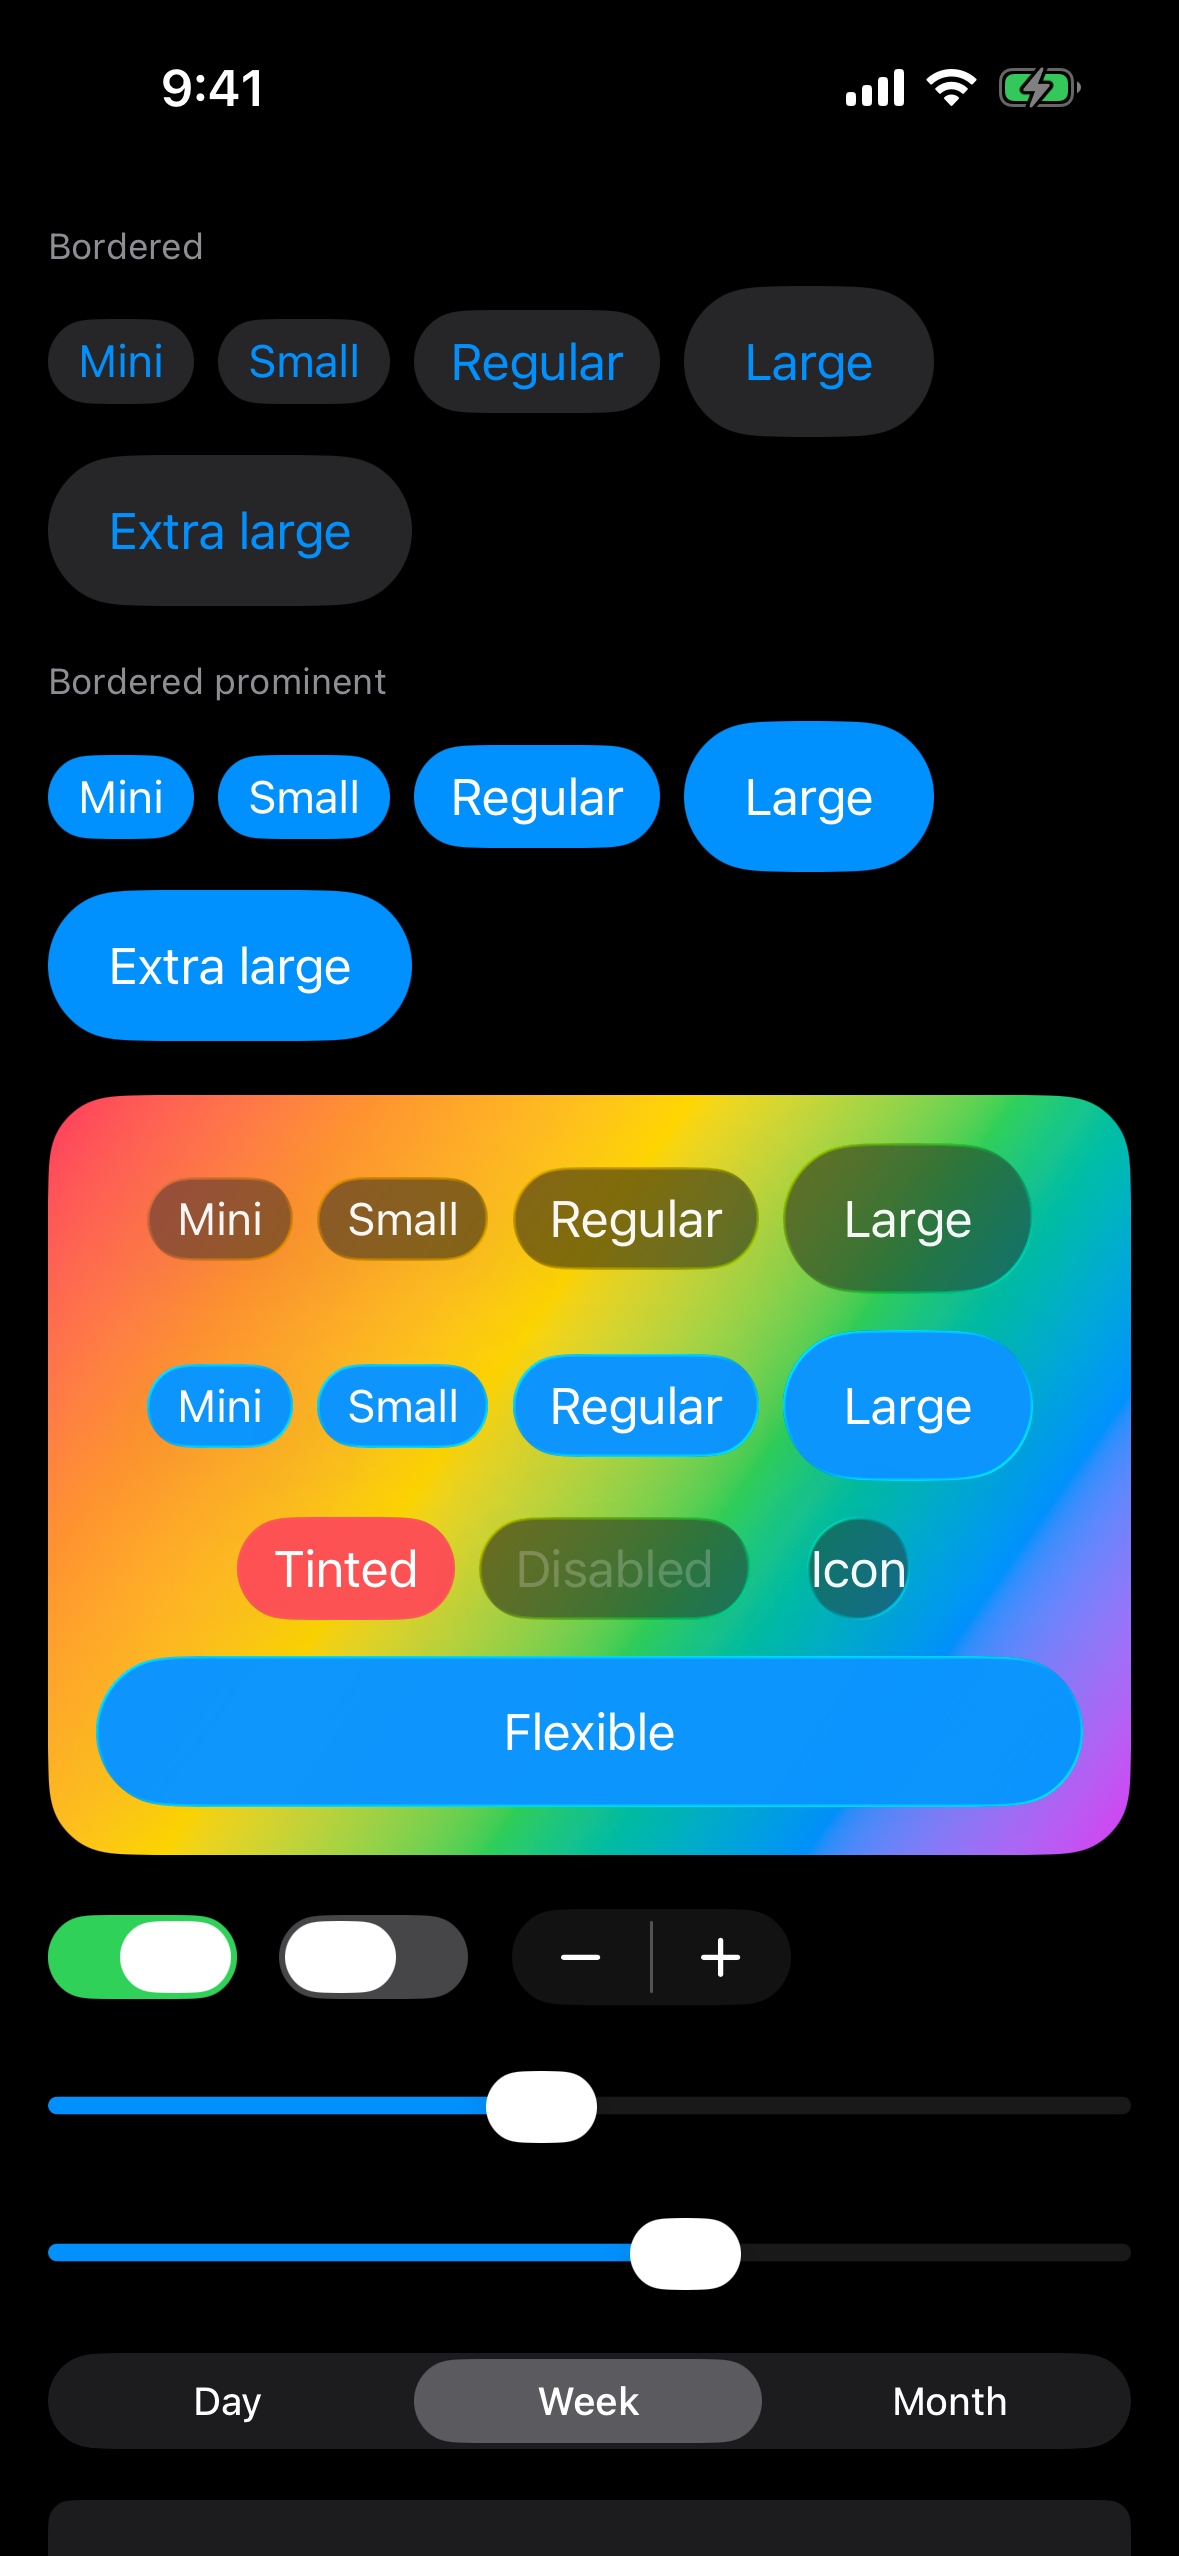 9:41
Bordered
Mini Small Regular Large
Extra large
Bordered prominent
Mini Small Regular Large
Extra large
Mini Small Regular Large
Mini Small Regular Large
Tinted Disabled Icon
Flexible
Day Week Month